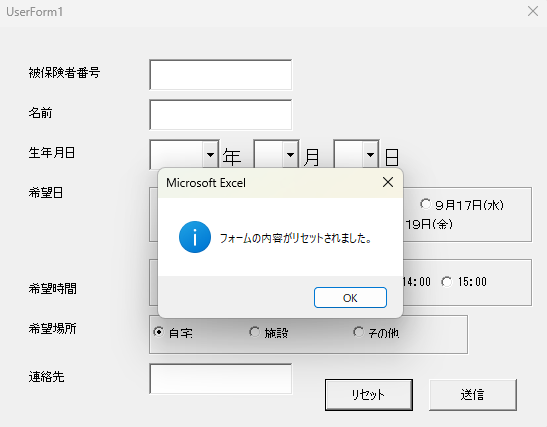 UserForm1
被保険者番号
名前
生年月日
年
月
日
Microsoft Excel
希望日
9月17日(水)
フォームの内容がリセットされました。
19日(金)
希望時間
14:00
15:00
OK
希望場所
自宅
施設
その他
連絡先
リセット
送信